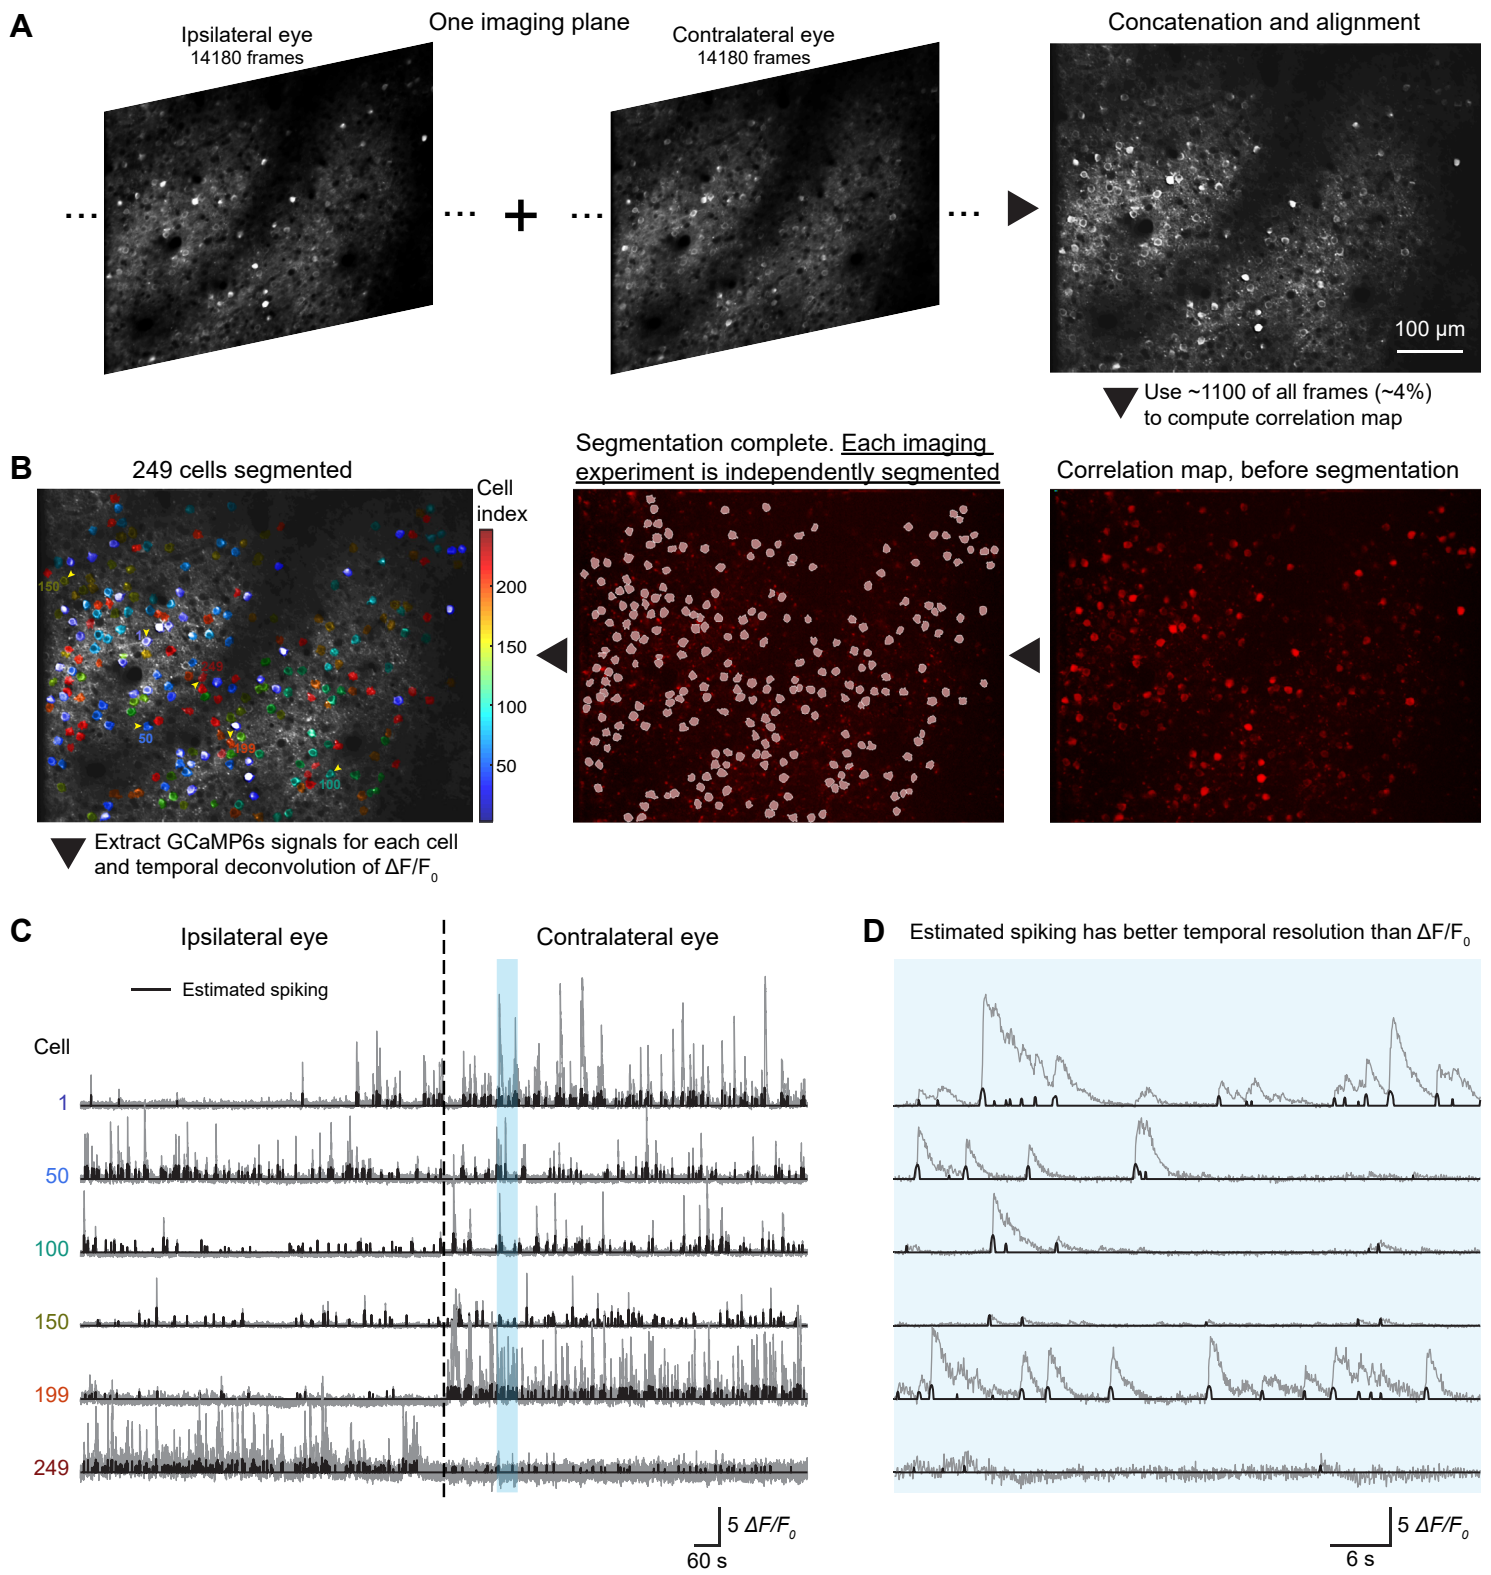 A
One imaging plane
Ipsilateral eye
14180 frames
Contralateral eye
14180 frames
Concatenation and alignment
... ... + ... ...
100 µm
Use ~1100 of all frames (~4%)
to compute correlation map
B
249 cells segmented
Cell
index
200
150
100
50
150
249
50
199
100
Segmentation complete. Each imaging
experiment is independently segmented
Correlation map, before segmentation
Extract GCaMP6s signals for each cell
and temporal deconvolution of ΔF/F0
C
Ipsilateral eye
Contralateral eye
Estimated spiking
Cell
1
50
100
150
199
249
5 ΔF/F0
60 s
D
Estimated spiking has better temporal resolution than ΔF/F0
5 ΔF/F0
6 s